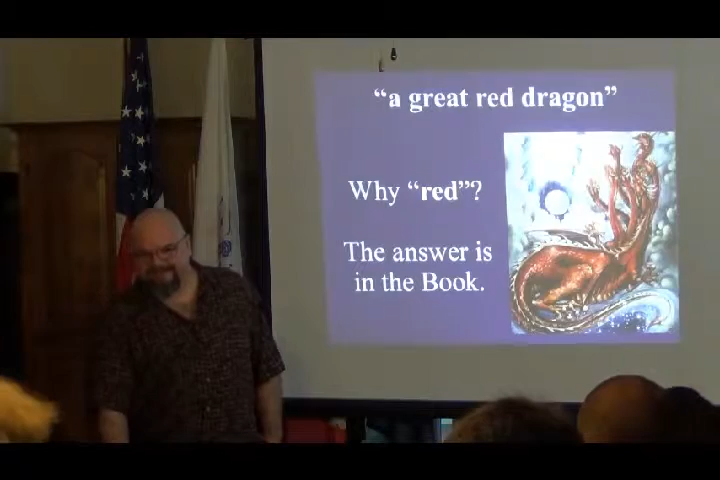 “a great red dragon”
Why “red”?
The answer is
in the Book.